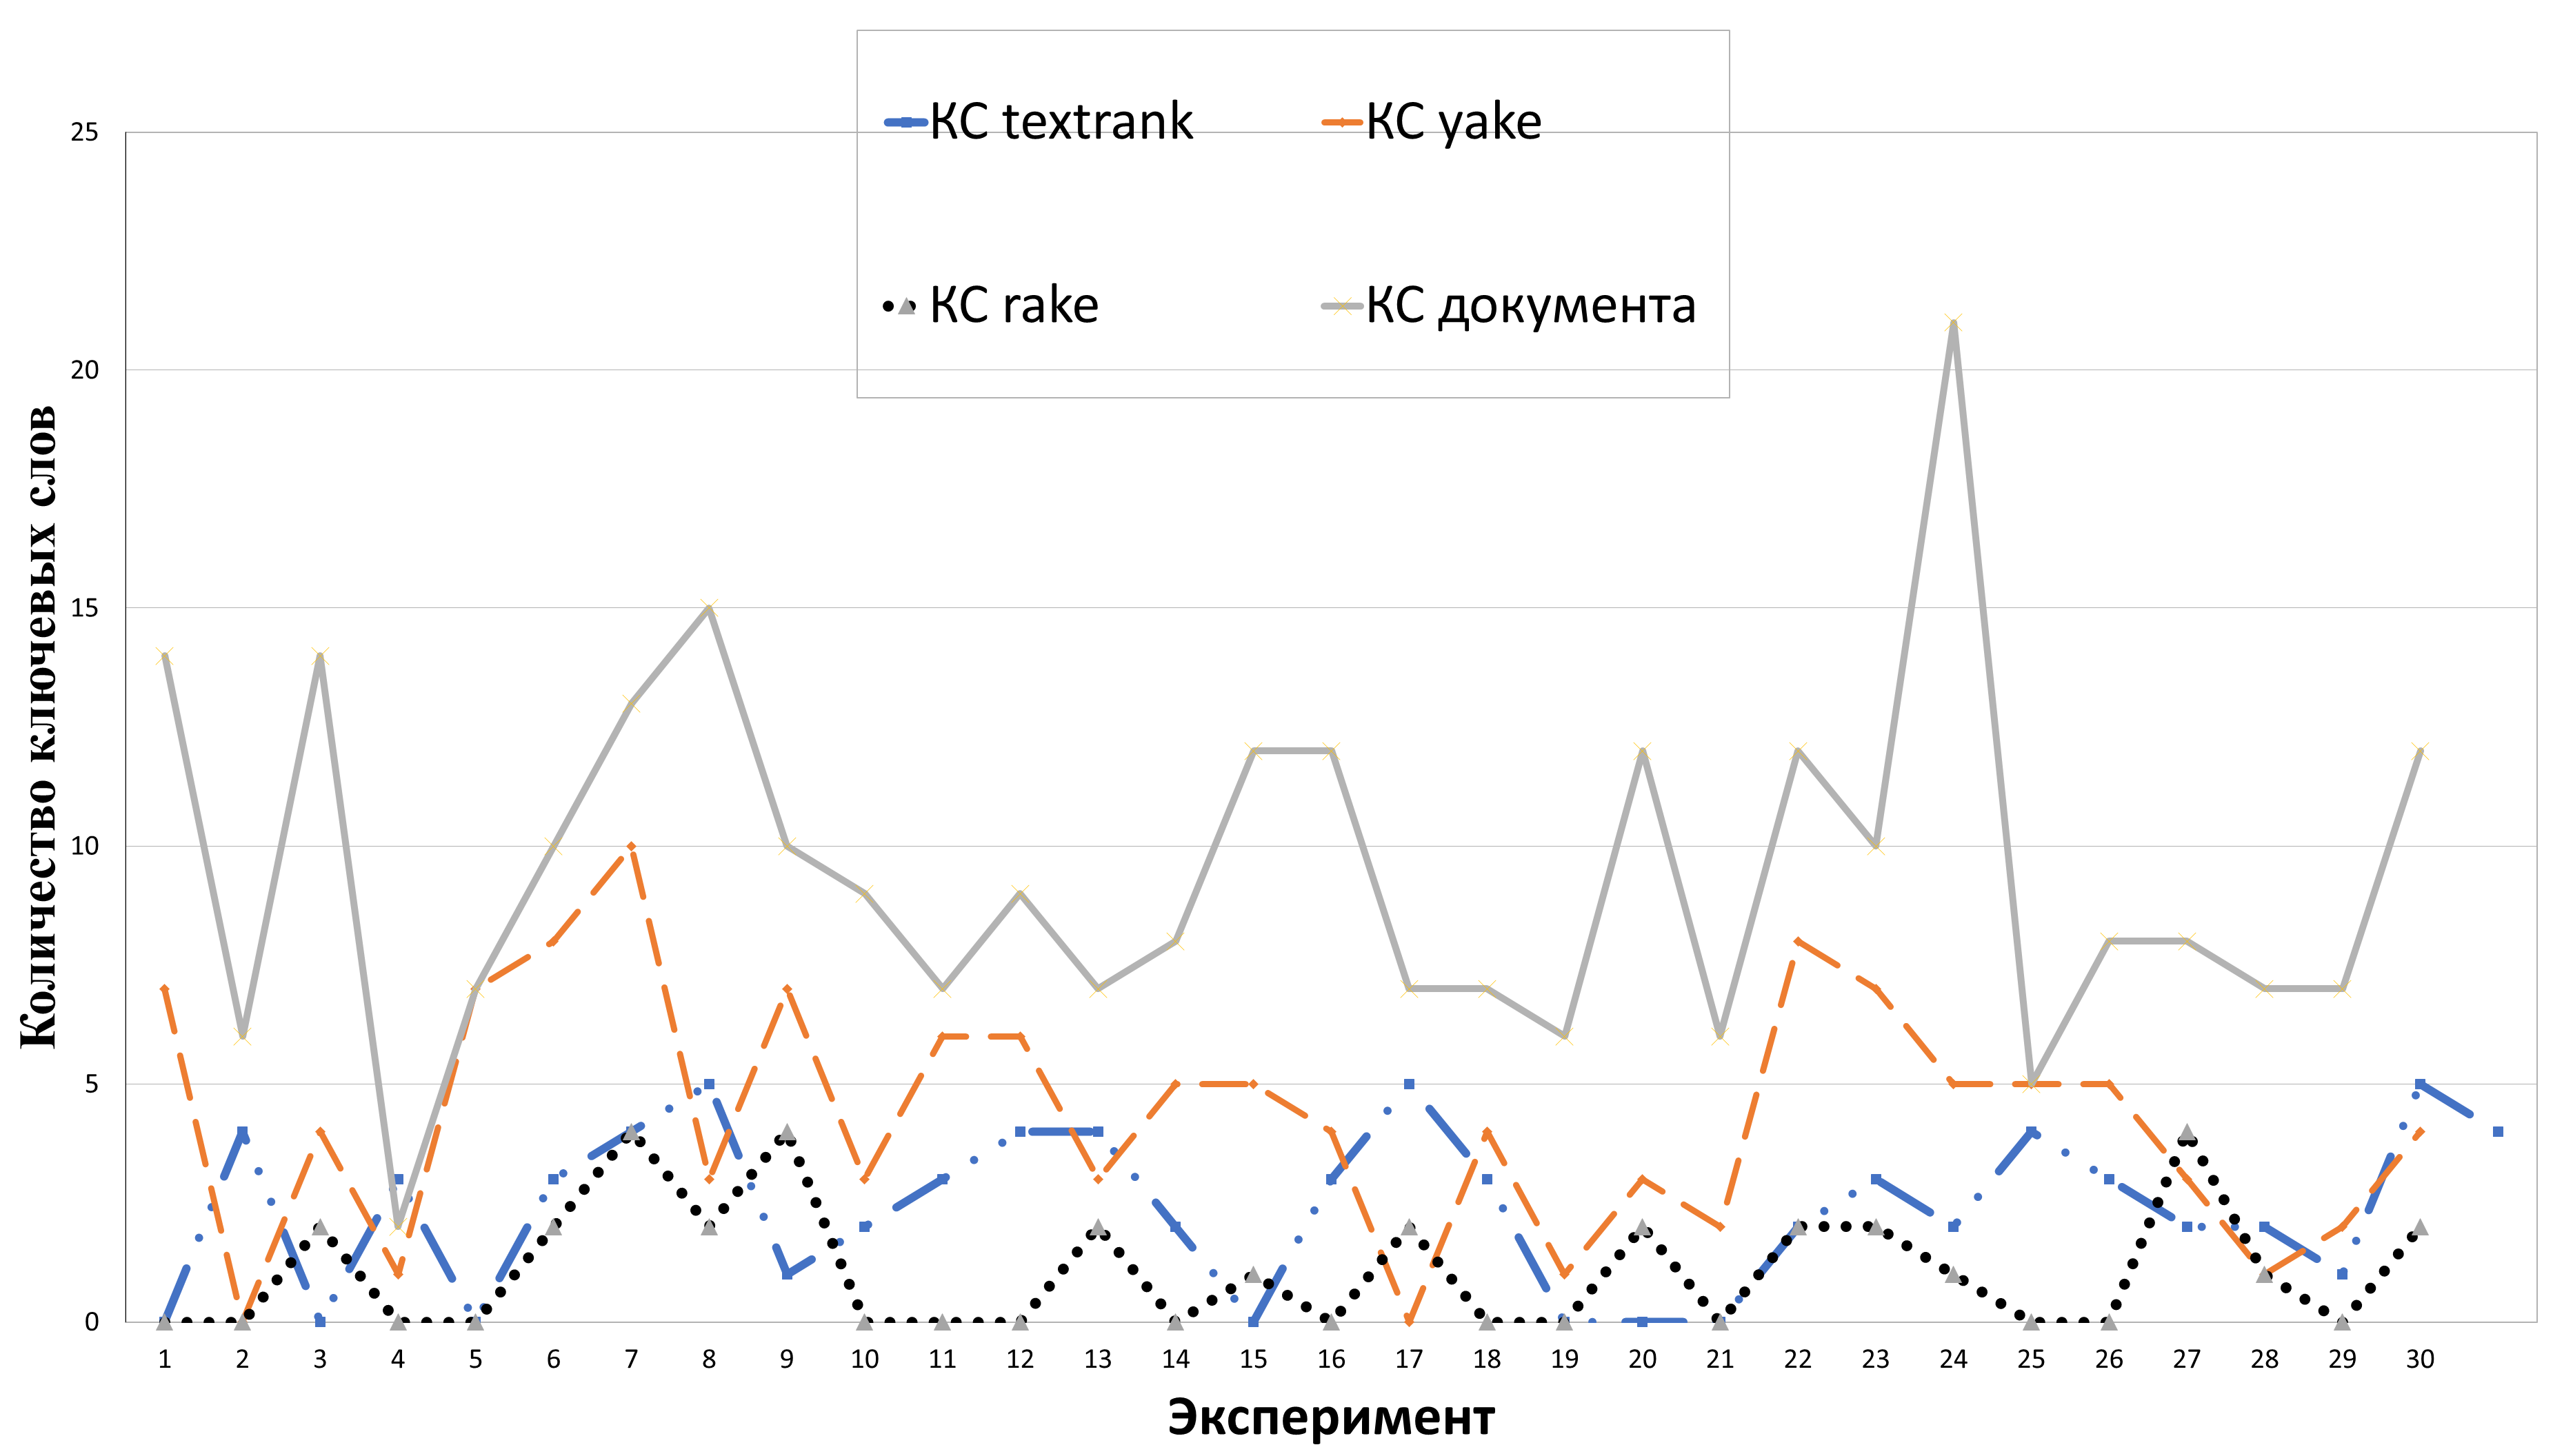 КС textrank
КС yake
КС rake
КС документа
25
20
15
10
5
0
Количество ключевых слов
1 2 3 4 5 6 7 8 9 10 11 12 13 14 15 16 17 18 19 20 21 22 23 24 25 26 27 28 29 30
Эксперимент